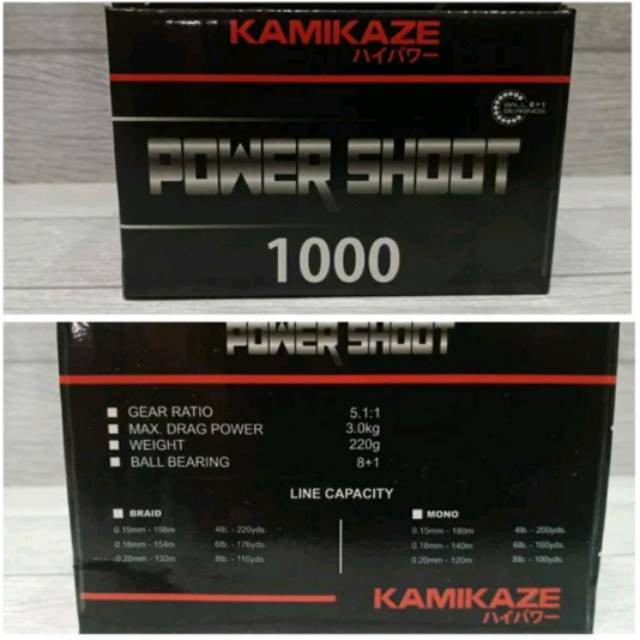 KAMIKAZE
ハイパワー
BALL 8+1
BEARINGS
POWER SHOOT
1000
POWER SHOOT
GEAR RATIO 5.1:1
MAX. DRAG POWER 3.0kg
WEIGHT 220g
BALL BEARING 8+1
LINE CAPACITY
BRAID
0.15mm - 198m 4lb. - 220yds.
0.18mm - 154m 6lb. - 176yds.
0.20mm - 132m 8lb. - 110yds.
MONO
0.15mm - 180m 4lb. - 200yds.
0.18mm - 140m 6lb. - 160yds.
0.20mm - 120m 8lb. - 100yds.
KAMIKAZE
ハイパワー